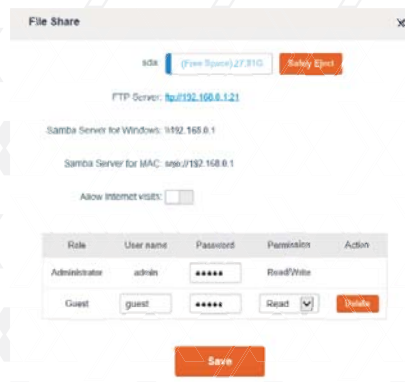 File Share
sda: (Free Space) 27.81G Safely Eject
FTP Server: ftp://192.168.0.1:21
Samba Server for Windows: \\192.168.0.1
Samba Server for MAC: smb://192.168.0.1
Allow Internet visits:
Role User name Password Permission Action
Administrator admin ●●●●● Read/Write
Guest guest ●●●●● Read Delete
Save